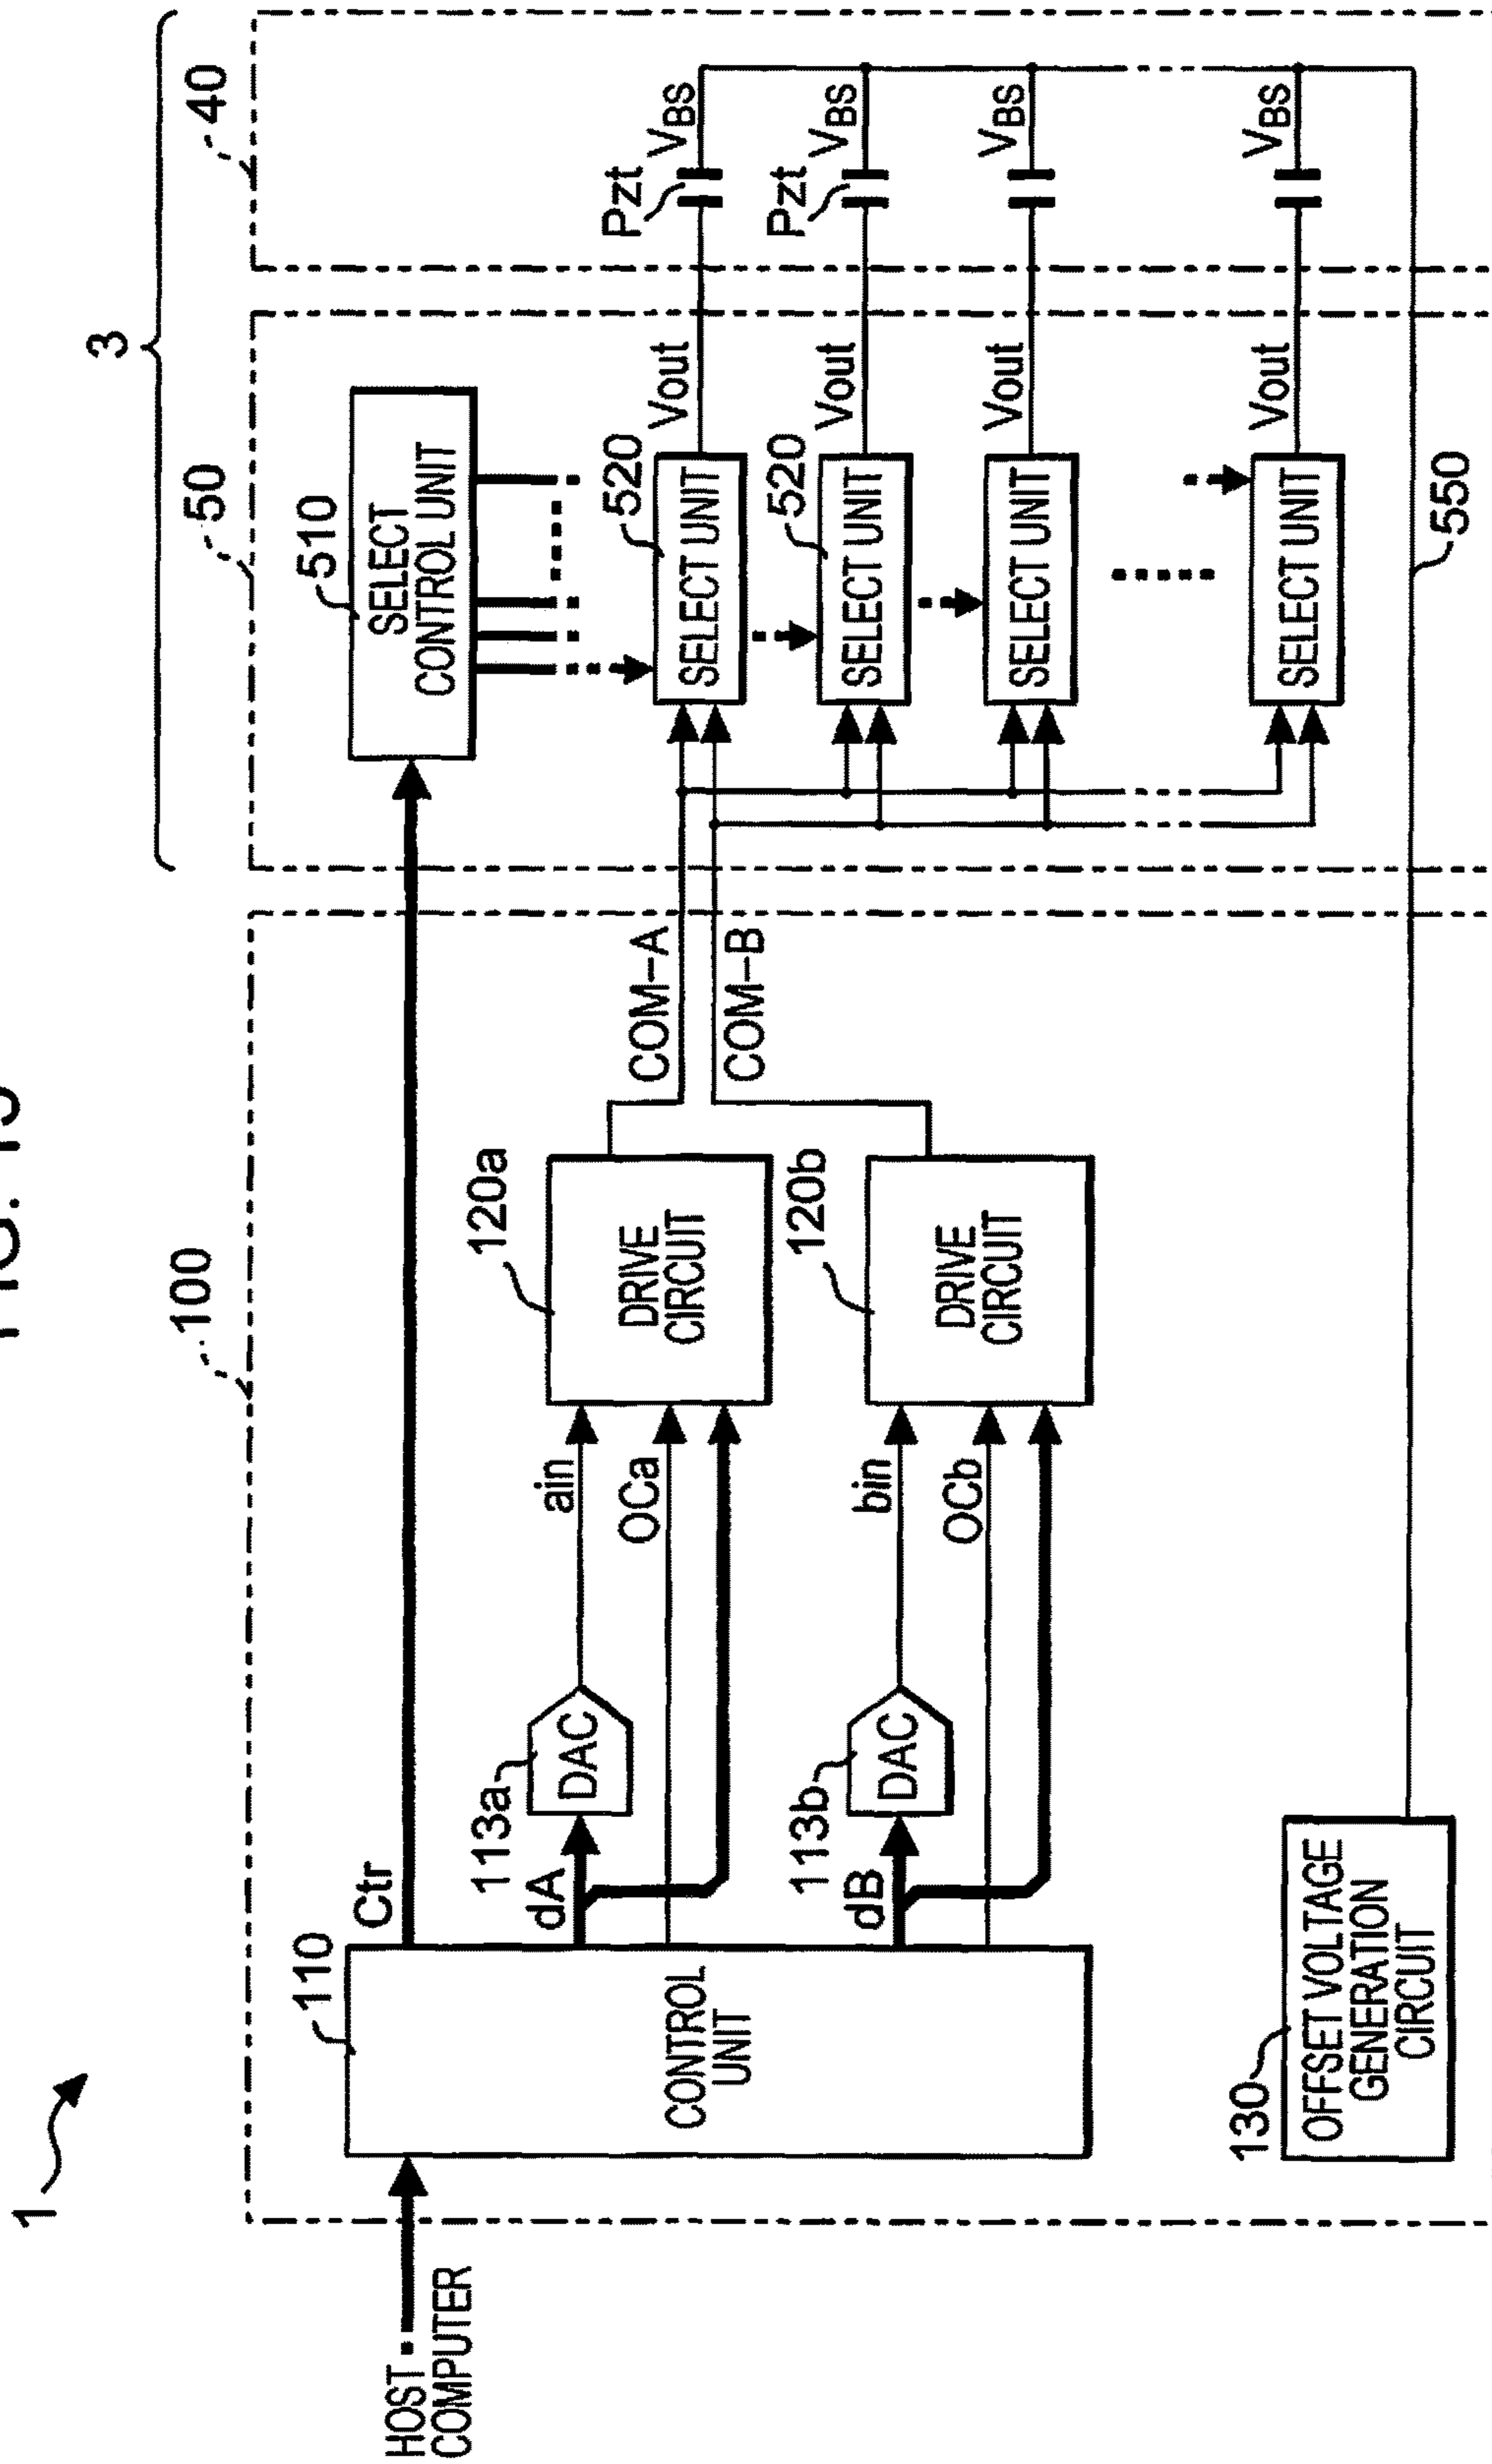 1
3
100
50
40
HOST
COMPUTER
110
CONTROL
UNIT
Ctr
510
SELECT
CONTROL UNIT
dA
113a
DAC
ain
OCa
120a
DRIVE
CIRCUIT
COM-A
COM-B
520
SELECT UNIT
Vout
Pzt
VBS
520
SELECT UNIT
Vout
Pzt
VBS
dB
113b
DAC
bin
OCb
120b
DRIVE
CIRCUIT
SELECT UNIT
Vout
VBS
SELECT UNIT
Vout
VBS
130
OFFSET VOLTAGE
GENERATION
CIRCUIT
550